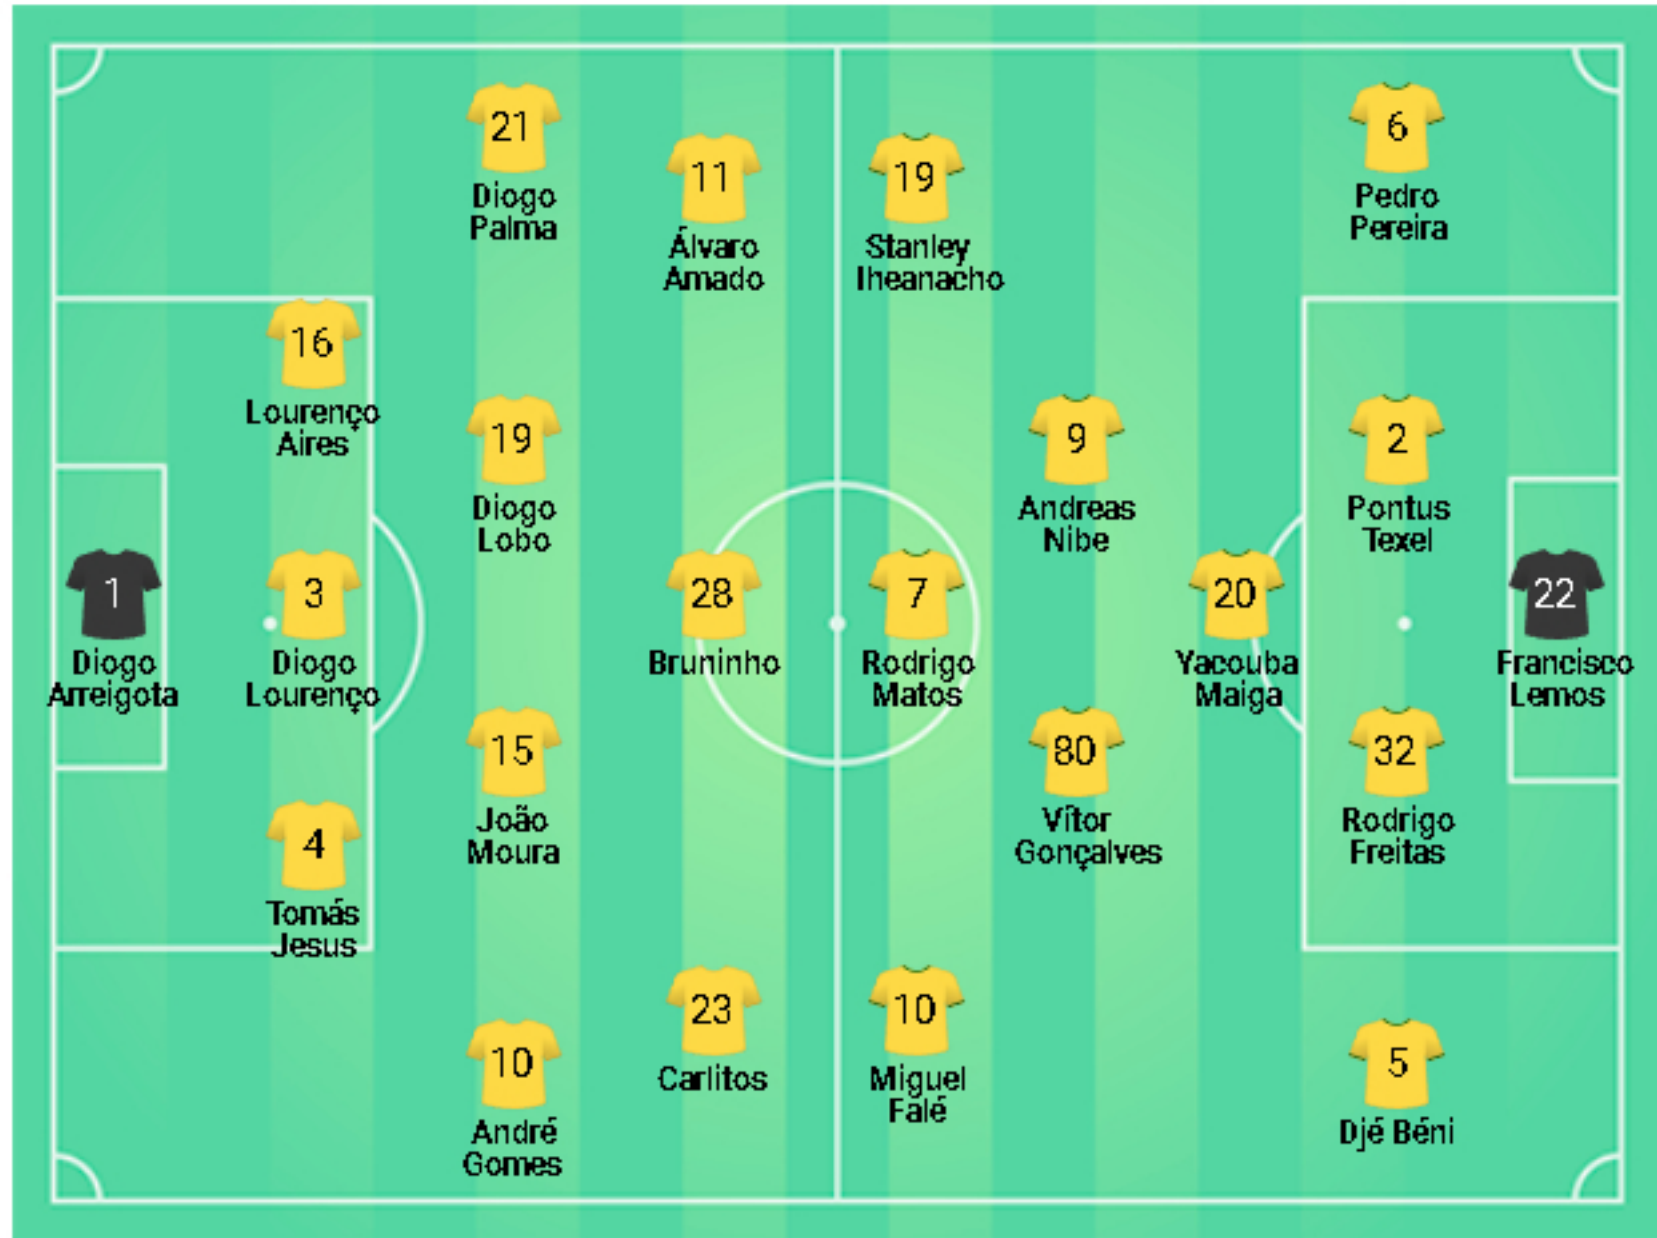 21
Diogo
Palma
11
Álvaro
Amado
19
Stanley
Iheanacho
6
Pedro
Pereira
16
Lourenço
Aires
19
Diogo
Lobo
9
Andreas
Nibe
2
Pontus
Texel
1
Diogo
Arreigota
3
Diogo
Lourenço
28
Bruninho
7
Rodrigo
Matos
20
Yacouba
Maiga
22
Francisco
Lemos
15
João
Moura
80
Vítor
Gonçalves
32
Rodrigo
Freitas
4
Tomás
Jesus
10
André
Gomes
23
Carlitos
10
Miguel
Falé
5
Djé Béni